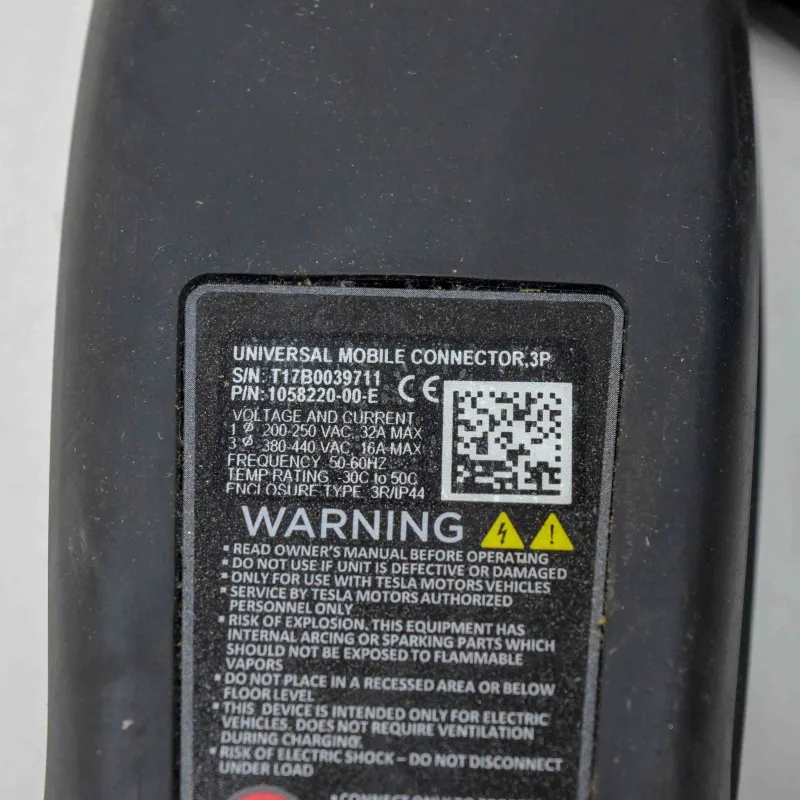 UNIVERSAL MOBILE CONNECTOR,3P
S/N: T17B0039711
P/N: 1058220-00-E
CE
VOLTAGE AND CURRENT
1 Ø 200-250 VAC, 32A MAX
3 Ø 380-440 VAC, 16A MAX
FREQUENCY 50-60HZ
TEMP RATING -30C to 50C
ENCLOSURE TYPE 3R/IP44
WARNING
▪ READ OWNER'S MANUAL BEFORE OPERATING
▪ DO NOT USE IF UNIT IS DEFECTIVE OR DAMAGED
▪ ONLY FOR USE WITH TESLA MOTORS VEHICLES
▪ SERVICE BY TESLA MOTORS AUTHORIZED
PERSONNEL ONLY
▪ RISK OF EXPLOSION. THIS EQUIPMENT HAS
INTERNAL ARCING OR SPARKING PARTS WHICH
SHOULD NOT BE EXPOSED TO FLAMMABLE
VAPORS
▪ DO NOT PLACE IN A RECESSED AREA OR BELOW
FLOOR LEVEL
▪ THIS DEVICE IS INTENDED ONLY FOR ELECTRIC
VEHICLES. DOES NOT REQUIRE VENTILATION
DURING CHARGING.
▪ RISK OF ELECTRIC SHOCK – DO NOT DISCONNECT
UNDER LOAD
▪ CONNECT ONLY TO